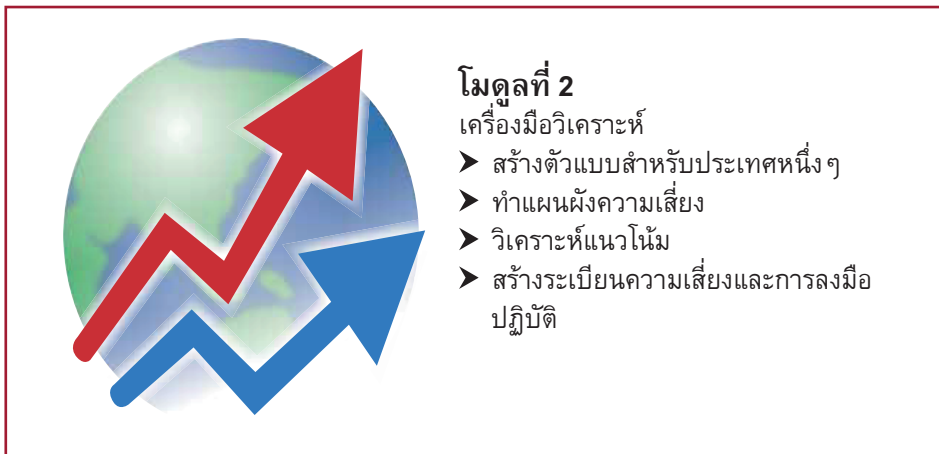 โมดูลที่ 2
เครื่องมือวิเคราะห์
➤ สร้างตัวแบบสำหรับประเทศหนึ่งๆ
➤ ทำแผนผังความเสี่ยง
➤ วิเคราะห์แนวโน้ม
➤ สร้างระเบียนความเสี่ยงและการลงมือ
ปฏิบัติ